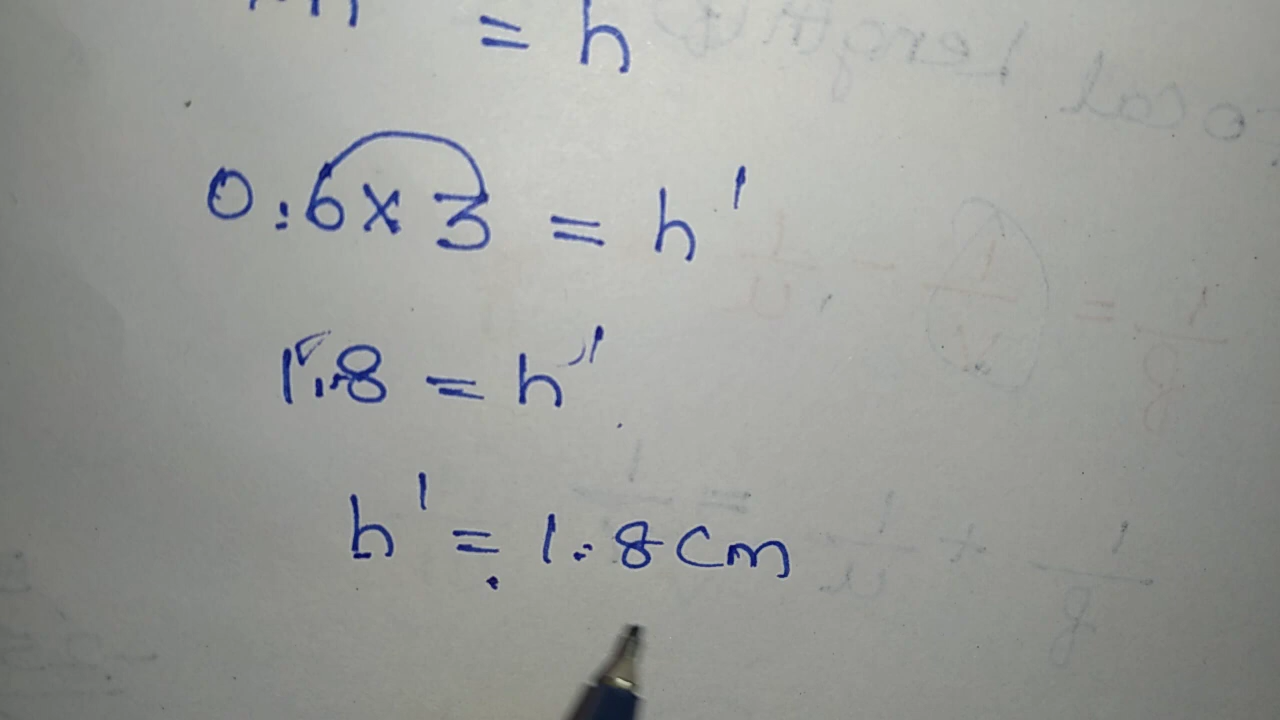 = h
0.6 × 3 = h'
1.8 = h'
h' = 1.8 cm